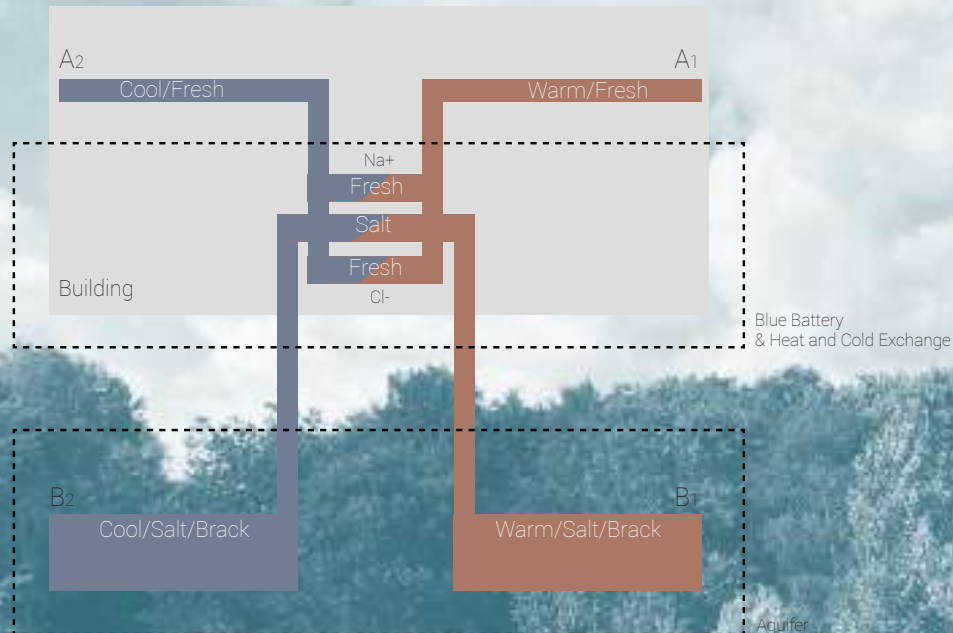 A2
A1
Cool/Fresh
Warm/Fresh
Na+
Fresh
Salt
Fresh
Cl-
Building
Blue Battery
& Heat and Cold Exchange
B2
B1
Cool/Salt/Brack
Warm/Salt/Brack
Aquifer